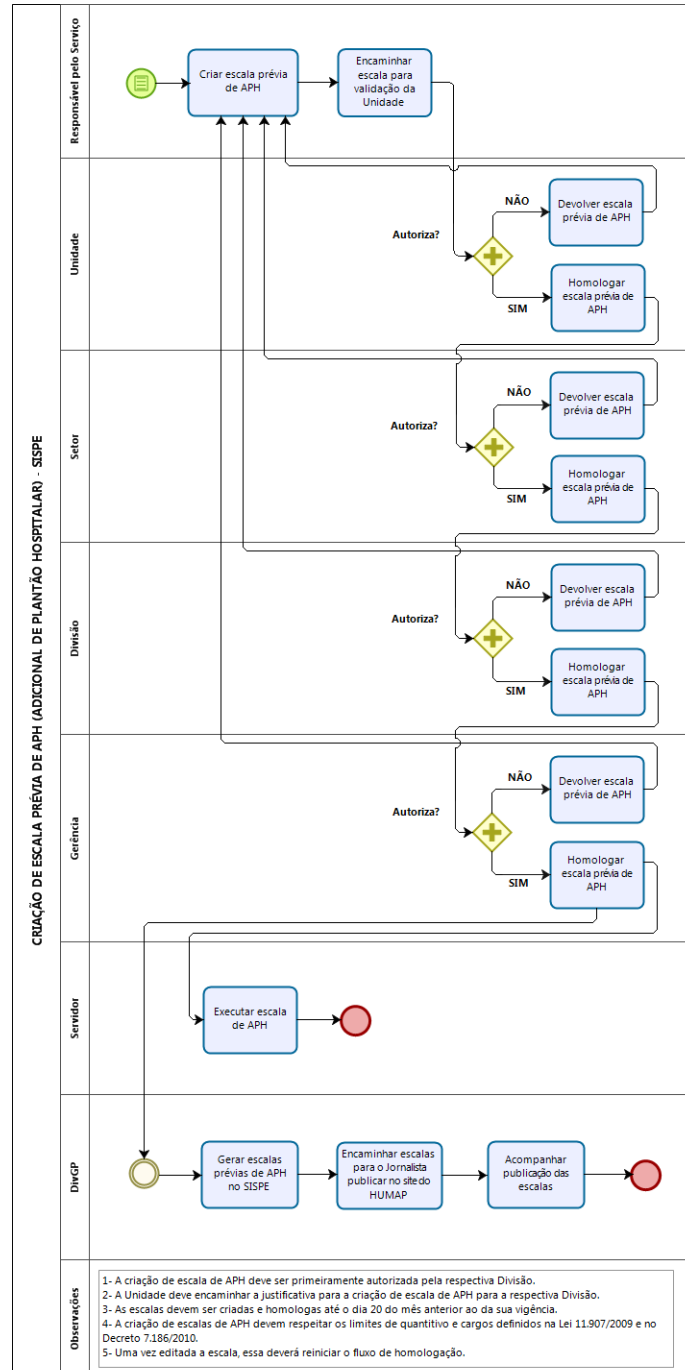 CRIAÇÃO DE ESCALA PRÉVIA DE APH (ADICIONAL DE PLANTÃO HOSPITALAR) - SISPE
Responsável pelo Serviço
Criar escala prévia
de APH
Encaminhar
escala para
validação da
Unidade
Unidade
Autoriza?
NÃO
Devolver escala
prévia de APH
SIM
Homologar
escala prévia de
APH
Setor
Autoriza?
NÃO
Devolver escala
prévia de APH
SIM
Homologar
escala prévia de
APH
Divisão
Autoriza?
NÃO
Devolver escala
prévia de APH
SIM
Homologar
escala prévia de
APH
Gerência
Autoriza?
NÃO
Devolver escala
prévia de APH
SIM
Homologar
escala prévia de
APH
Servidor
Executar escala
de APH
DivGP
Gerar escalas
prévias de APH
no SISPE
Encaminhar escalas
para o Jornalista
publicar no site do
HUMAP
Acompanhar
publicação das
escalas
Observações
1- A criação de escala de APH deve ser primeiramente autorizada pela respectiva Divisão.
2- A Unidade deve encaminhar a justificativa para a criação de escala de APH para a respectiva Divisão.
3- As escalas devem ser criadas e homologas até o dia 20 do mês anterior ao da sua vigência.
4- A criação de escalas de APH devem respeitar os limites de quantitivo e cargos definidos na Lei 11.907/2009 e no
Decreto 7.186/2010.
5- Uma vez editada a escala, essa deverá reiniciar o fluxo de homologação.